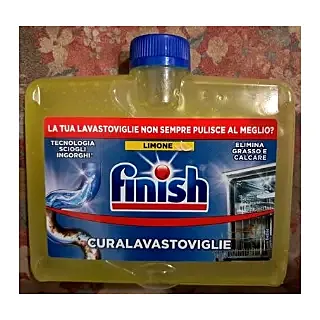 LA TUA LAVASTOVIGLIE NON SEMPRE PULISCE AL MEGLIO?
TECNOLOGIA
SCIOGLI
INGORGHI*
LIMONE
ELIMINA
GRASSO E
CALCARE
finish
CURALAVASTOVIGLIE